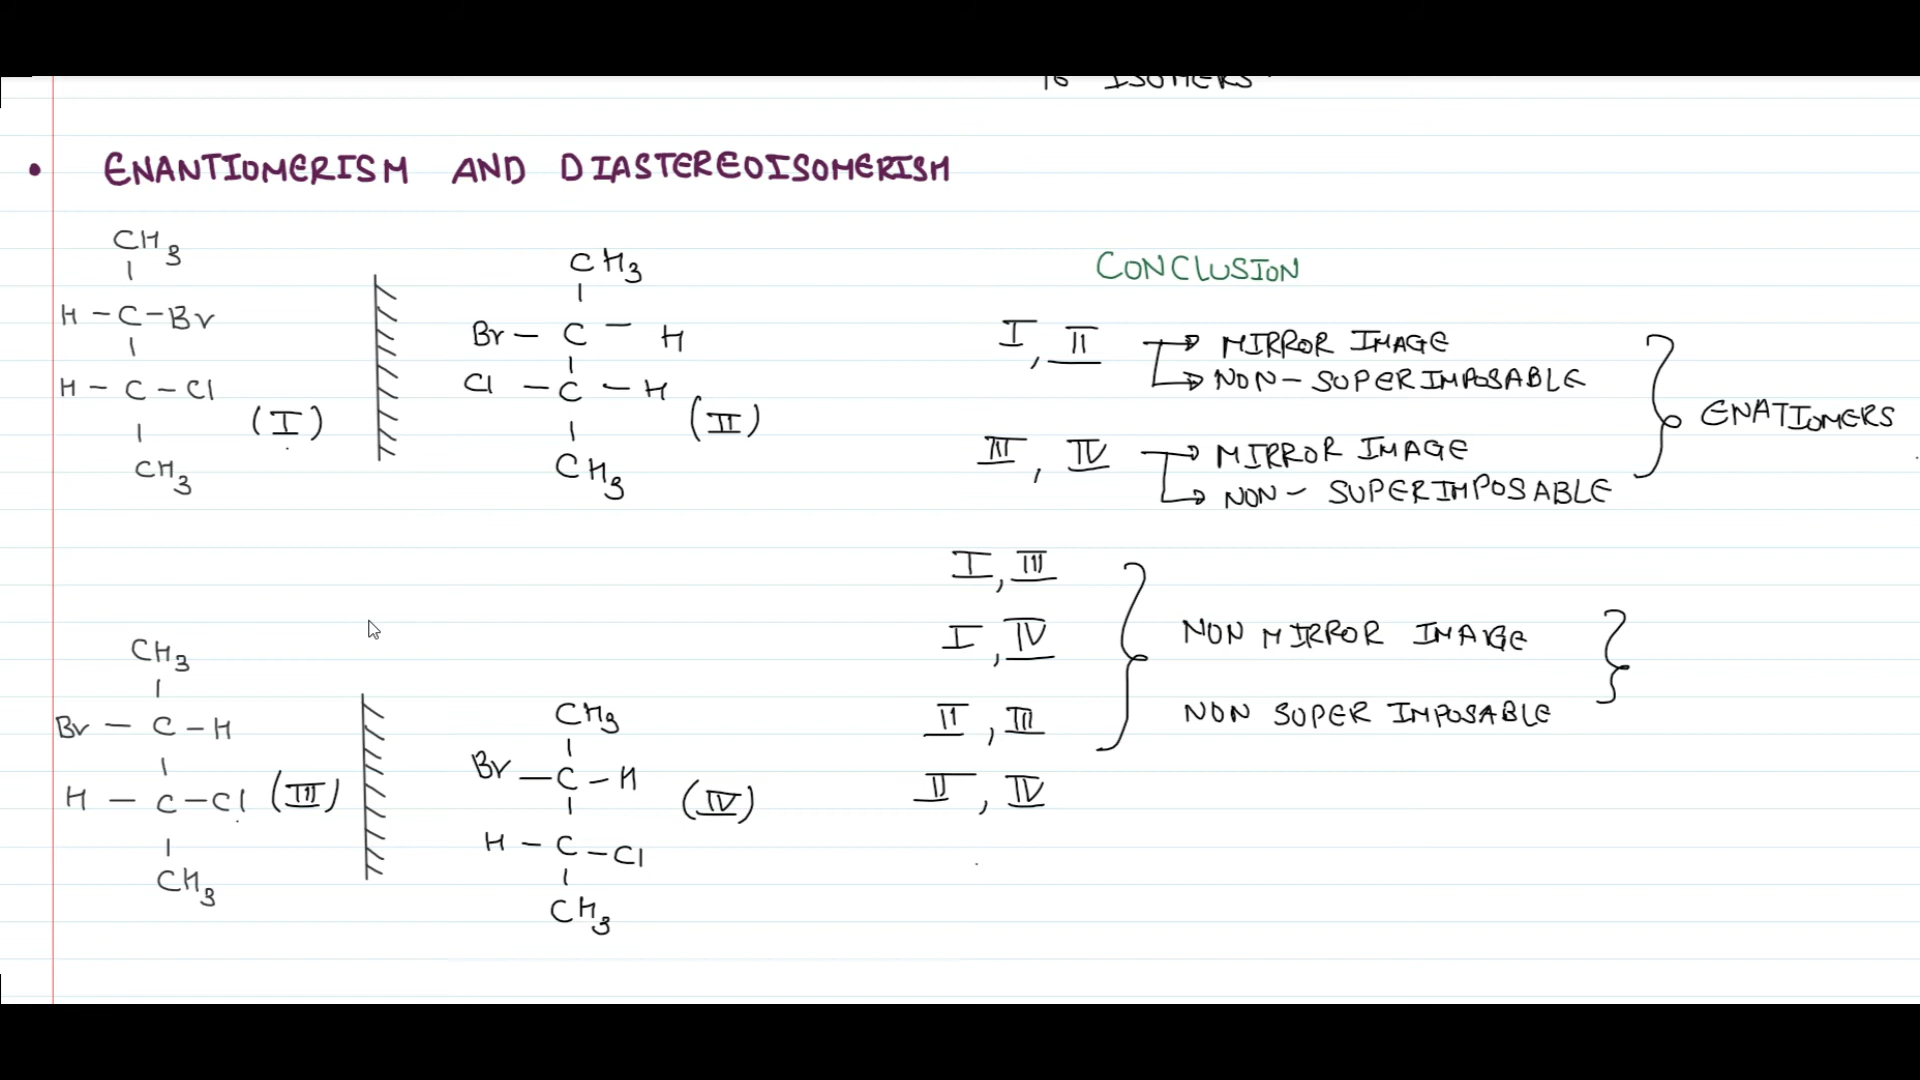 16 ISOMERS
• ENANTIOMERISM AND DIASTEREOISOMERISM
CH3
H - C - Br
H - C - Cl
CH3
(I)
CH3
Br - C - H
Cl - C - H
CH3
(II)
CONCLUSION
I, II → MIRROR IMAGE
→ NON - SUPERIMPOSABLE
III, IV → MIRROR IMAGE
→ NON - SUPERIMPOSABLE
} ENATIOMERS
I, III
I, IV
II, III
II, IV
} NON MIRROR IMAGE
NON SUPER IMPOSABLE }
CH3
Br - C - H
H - C - Cl
CH3
(III)
CH3
Br - C - H
H - C - Cl
CH3
(IV)